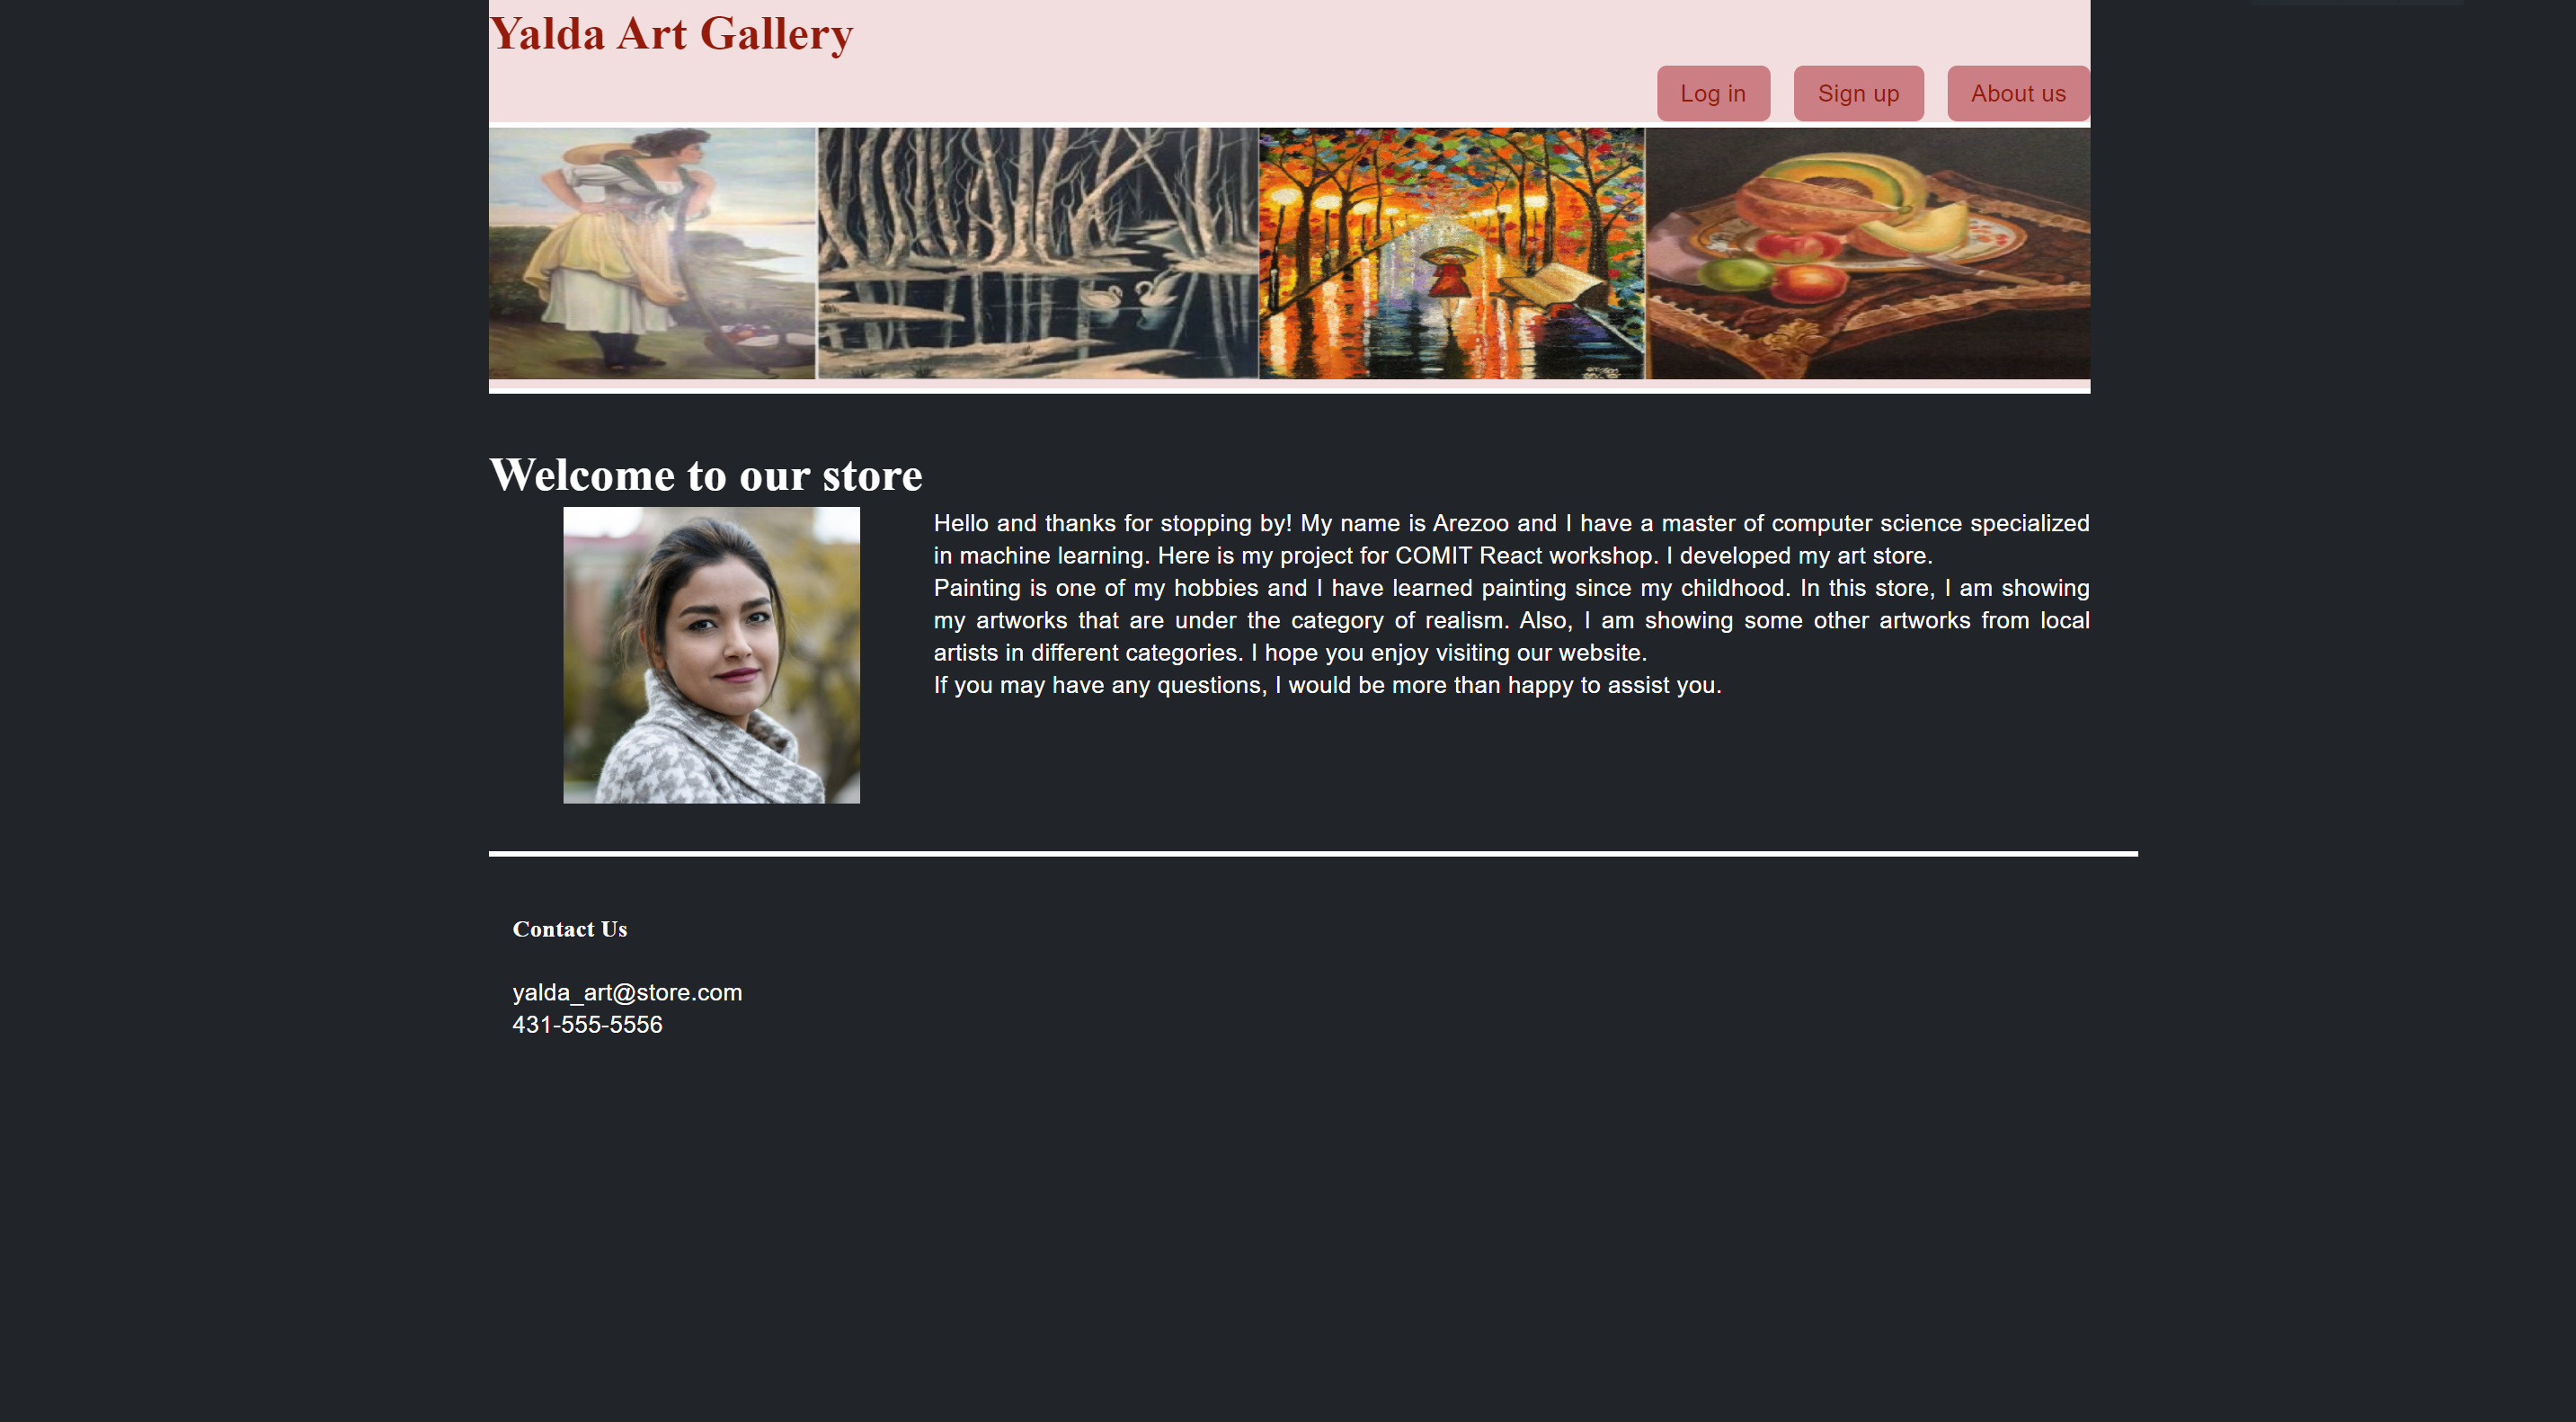 Yalda Art Gallery
Log in
Sign up
About us
Welcome to our store
Hello and thanks for stopping by! My name is Arezoo and I have a master of computer science specialized
in machine learning. Here is my project for COMIT React workshop. I developed my art store.
Painting is one of my hobbies and I have learned painting since my childhood. In this store, I am showing
my artworks that are under the category of realism. Also, I am showing some other artworks from local
artists in different categories. I hope you enjoy visiting our website.
If you may have any questions, I would be more than happy to assist you.
Contact Us
yalda_art@store.com
431-555-5556